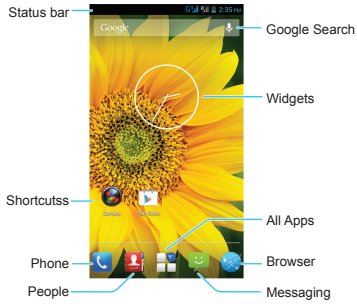 Status bar
2:35 PM
Google
Google Search
Widgets
Shortcutss
Camera
Play Store
All Apps
Phone
Browser
People
Messaging